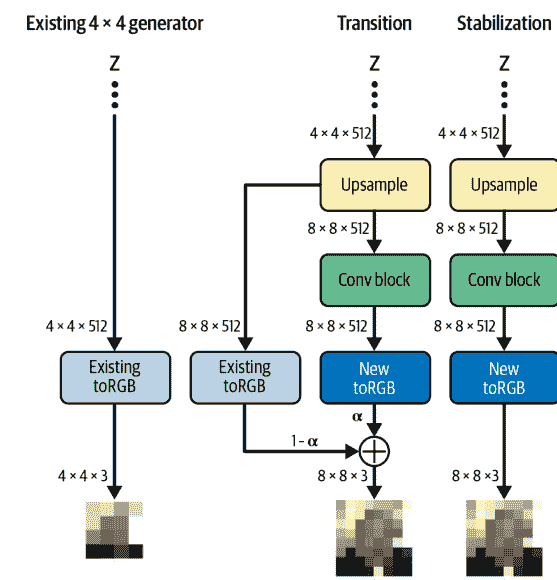 Existing 4 × 4 generator
Transition
Stabilization
Z
Z
Z
4 × 4 × 512
4 × 4 × 512
Upsample
Upsample
8 × 8 × 512
8 × 8 × 512
Conv block
Conv block
4 × 4 × 512
8 × 8 × 512
8 × 8 × 512
8 × 8 × 512
Existing
toRGB
Existing
toRGB
New
toRGB
New
toRGB
α
1 - α
4 × 4 × 3
8 × 8 × 3
8 × 8 × 3